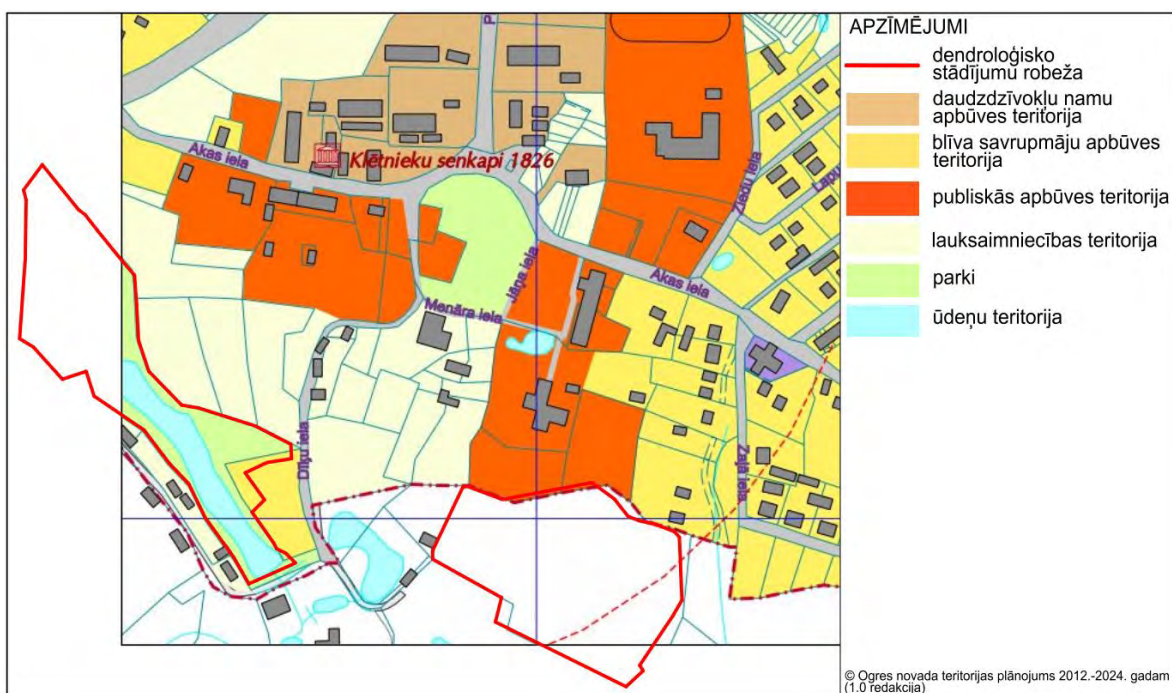 Akas iela
Klētnieku senkapi 1826
P
Ziedu iela
Lapu
Jāņa iela
Akas iela
Menāra iela
Dīķu iela
Zaļā iela
APZĪMĒJUMI
dendroloģisko
stādījumu robeža
daudzdzīvokļu namu
apbūves teritorija
blīva savrupmāju apbūves
teritorija
publiskās apbūves teritorija
lauksaimniecības teritorija
parki
ūdeņu teritorija
© Ogres novada teritorijas plānojums 2012.-2024. gadam
(1.0 redakcija)